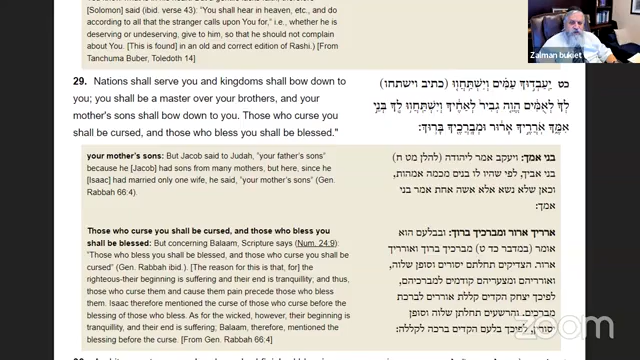 [Solomon] said (ibid. verse 43): "You shall hear in heaven, etc., and do
according to all that the stranger calls upon You for," i.e., whether he is
deserving or undeserving, give to him, so that he should not complain
about You. [This is found] in an old and correct edition of Rashi.) [From
Tanchuma Buber, Toledoth 14]
29. Nations shall serve you and kingdoms shall bow down to
you; you shall be a master over your brothers, and your
mother's sons shall bow down to you. Those who curse you
shall be cursed, and those who bless you shall be blessed."
כט יַֽעַבְד֣וּךָ עַמִּ֗ים וְיִשְׁתַּֽחֲו֤וּ (כתיב וישתחו)
לְךָ֙ לְאֻמִּ֔ים הֱוֵ֤ה גְבִיר֙ לְאַחֶ֔יךָ וְיִשְׁתַּֽחֲו֥וּ לְךָ֖ בְּנֵ֣י
אִמֶּ֑ךָ אֹֽרְרֶ֣יךָ אָר֔וּר וּמְבָֽרְכֶ֖יךָ בָּרֽוּךְ:
your mother's sons: But Jacob said to Judah, "your father's sons"
because he [Jacob] had sons from many mothers, but here, since he
[Isaac] had married only one wife, he said, "your mother's sons" (Gen.
Rabbah 66:4).
בני אמך: ויעקב אמר ליהודה (להלן מט ח)
בני אביך, לפי שהיו לו בנים מכמה אמהות,
וכאן שלא נשא אלא אשה אחת אמר בני
אמך:
Those who curse you shall be cursed, and those who bless you
shall be blessed: But concerning Balaam, Scripture says (Num. 24:9):
"Those who bless you shall be blessed, and those who curse you shall be
cursed" (Gen. Rabbah ibid.). [The reason for this is that, for] the
righteous-their beginning is suffering and their end is tranquility, and thus,
those who curse them and cause them pain precede those who bless
them. Isaac therefore mentioned the curse of those who curse before the
blessing of those who bless. As for the wicked, however, their beginning is
tranquility, and their end is suffering; Balaam, therefore, mentioned the
blessing before the curse. [From Gen. Rabbah 66:4]
ארריך ארור ומברכיך ברוך: ובבלעם הוא
אומר (במדבר כד ט) מברכיך ברוך ואורריך
ארור. הצדיקים תחלתם יסורים וסופן שלוה,
ואורריהם ומצעריהם קודמים למברכיהם,
לפיכך יצחק הקדים קללת אוררים לברכת
מברכים. והרשעים תחלתן שלוה וסופן
יסורין, לפיכך בלעם הקדים ברכה לקללה:
Zalman bukiet
zoom